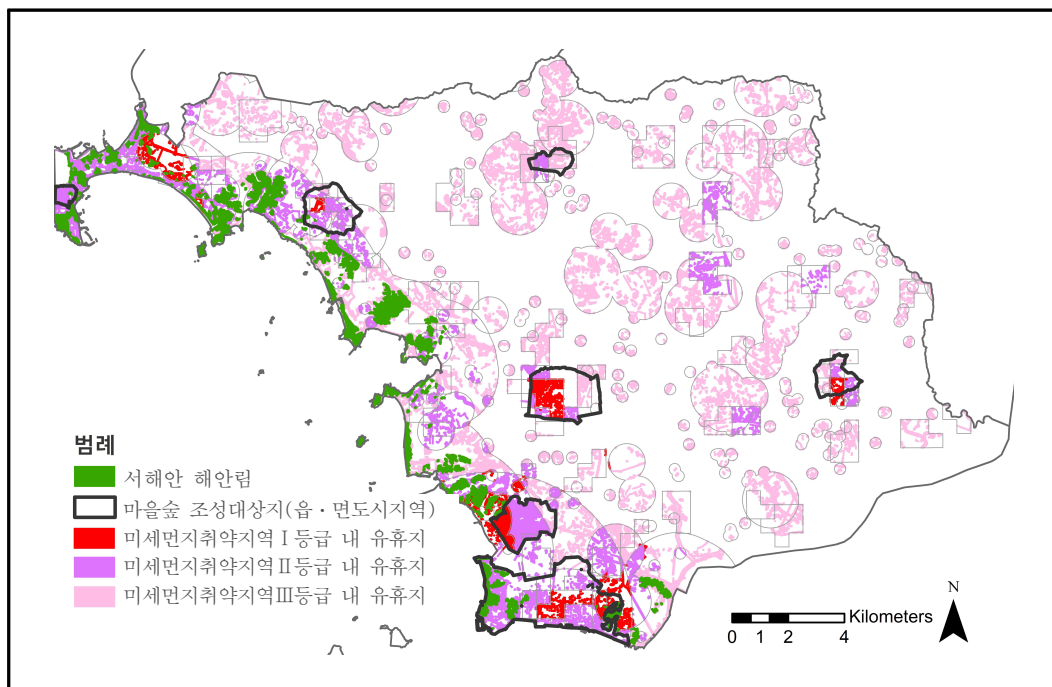 범례
서해안 해안림
마을숲 조성대상지(읍・면도시지역)
미세먼지취약지역Ⅰ등급 내 유휴지
미세먼지취약지역Ⅱ등급 내 유휴지
미세먼지취약지역Ⅲ등급 내 유휴지
Kilometers
0 1 2 4
N